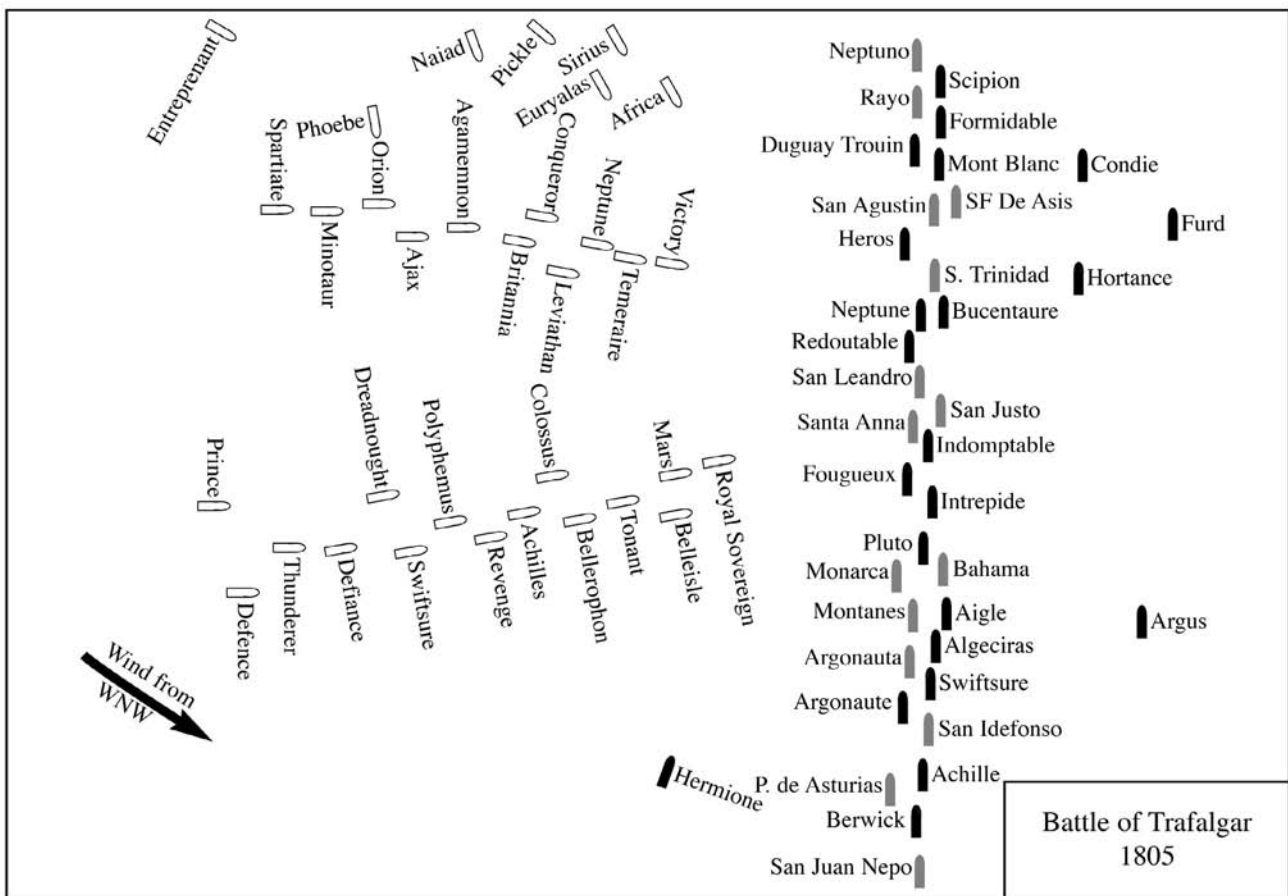 Entreprenant
Naiad
Pickle
Sirius
Euryalas
Africa
Phoebe
Spartiate
Orion
Agamemnon
Conqueror
Neptune
Victory
Minotaur
Ajax
Britannia
Leviathan
Temeraire
Prince
Dreadnought
Polyphemus
Colossus
Mars
Royal Sovereign
Defence
Thunderer
Defiance
Swiftsure
Revenge
Achilles
Bellerophon
Tonant
Belleisle
Wind from
WNW
Hermione
Neptuno
Scipion
Rayo
Formidable
Duguay Trouin
Mont Blanc
Condie
San Agustin
SF De Asis
Furd
Heros
S. Trinidad
Hortance
Neptune
Bucentaure
Redoutable
San Leandro
San Justo
Santa Anna
Indomptable
Fougueux
Intrepide
Pluto
Monarca
Bahama
Montanes
Aigle
Argus
Algeciras
Argonauta
Swiftsure
Argonaute
San Idefonso
Achille
P. de Asturias
Berwick
San Juan Nepo
Battle of Trafalgar
1805